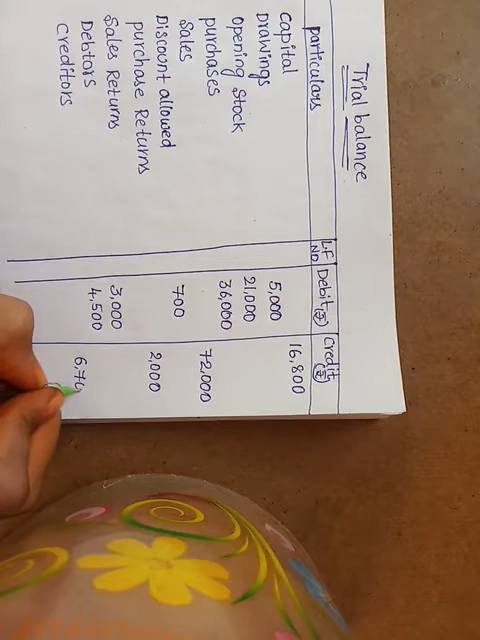 Trial balance
particulars L.F No Debit(₹) Credit (₹)
Capital 16,800
Drawings 5,000
Opening Stock 21,000
purchases 36,000
Sales 72,000
Discount allowed 700
purchase Returns 2,000
Sales Returns 3,000
Debtors 4,500
Creditors